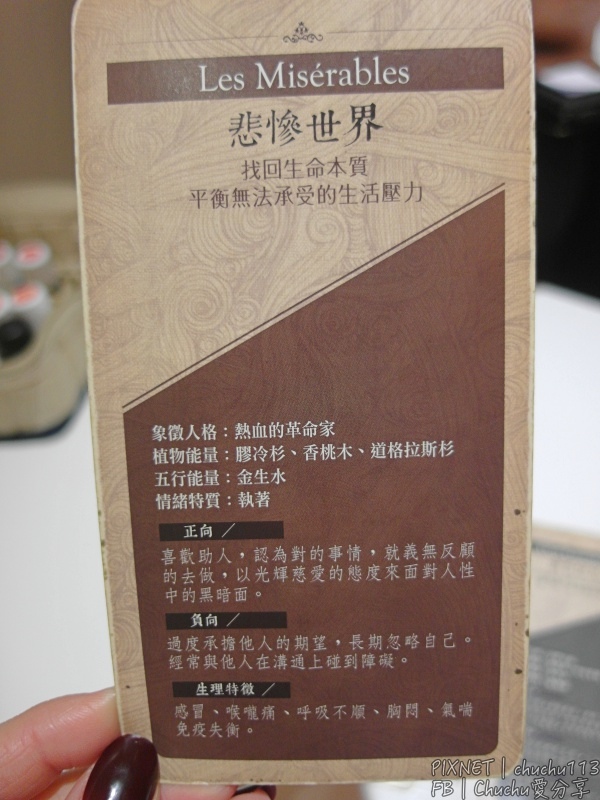 Les Misérables
悲慘世界
找回生命本質
平衡無法承受的生活壓力
象徵人格：熱血的革命家
植物能量：膠冷杉、香桃木、道格拉斯杉
五行能量：金生水
情緒特質：執著
正向／
喜歡助人，認為對的事情，就義無反顧
的去做，以光輝慈愛的態度來面對人性
中的黑暗面。
負向／
過度承擔他人的期望，長期忽略自己。
經常與他人在溝通上碰到障礙。
生理特徵／
感冒、喉嚨痛、呼吸不順、胸悶、氣喘
免疫失衡。
PIXNET | chuchu113
FB | Chuchu愛分享